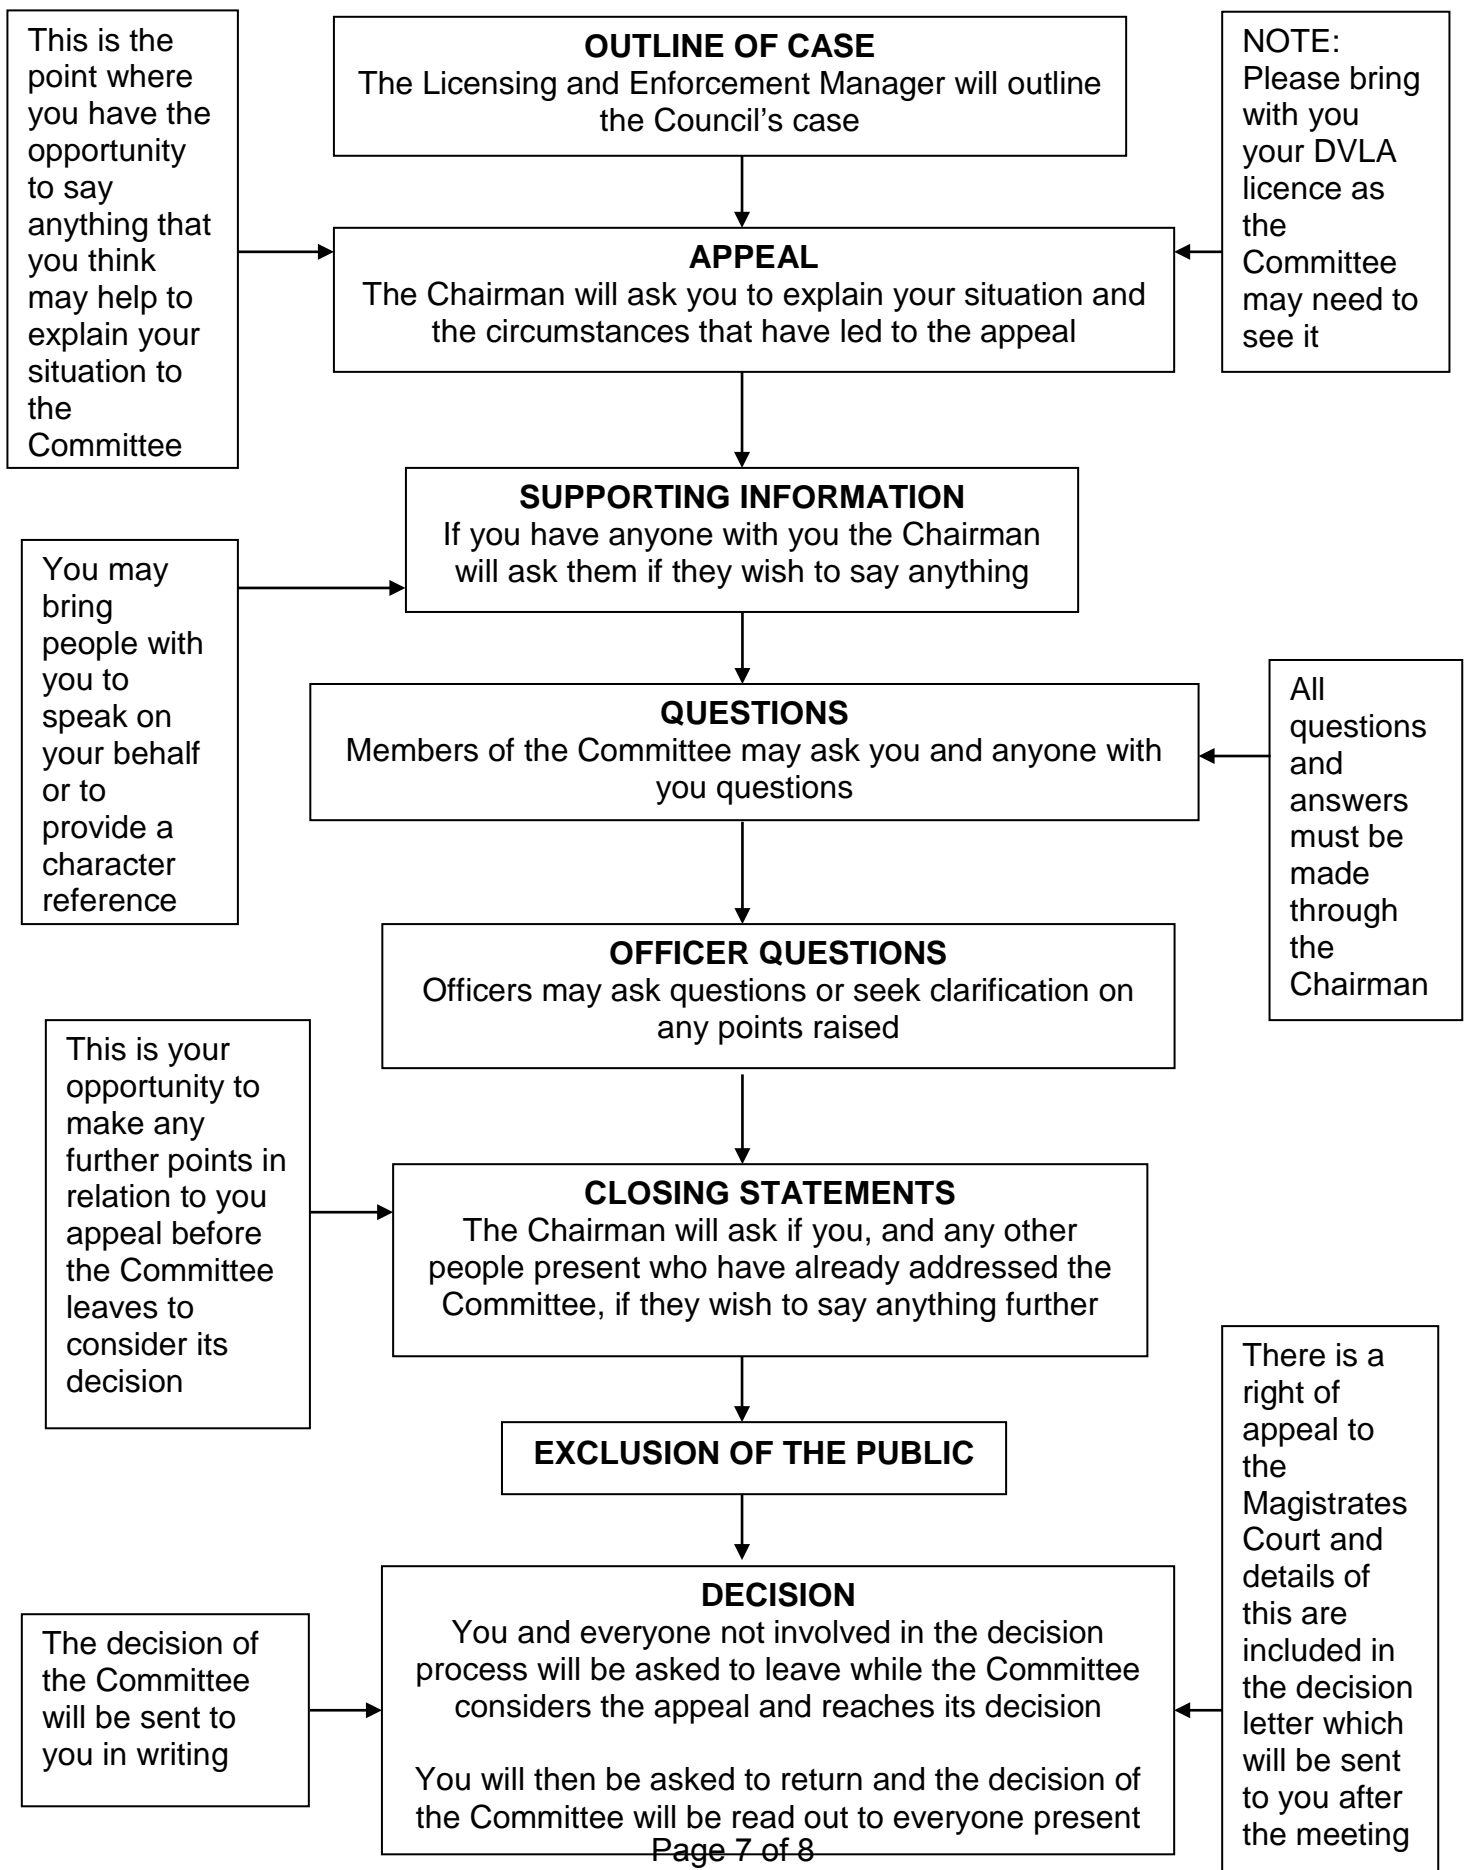 This is the
point where
you have the
opportunity
to say
anything that
you think
may help to
explain your
situation to
the
Committee
OUTLINE OF CASE
The Licensing and Enforcement Manager will outline
the Council’s case
NOTE:
Please bring
with you
your DVLA
licence as
the
Committee
may need to
see it
APPEAL
The Chairman will ask you to explain your situation and
the circumstances that have led to the appeal
SUPPORTING INFORMATION
If you have anyone with you the Chairman
will ask them if they wish to say anything
You may
bring
people with
you to
speak on
your behalf
or to
provide a
character
reference
QUESTIONS
Members of the Committee may ask you and anyone with
you questions
All
questions
and
answers
must be
made
through
the
Chairman
OFFICER QUESTIONS
Officers may ask questions or seek clarification on
any points raised
This is your
opportunity to
make any
further points in
relation to you
appeal before
the Committee
leaves to
consider its
decision
CLOSING STATEMENTS
The Chairman will ask if you, and any other
people present who have already addressed the
Committee, if they wish to say anything further
EXCLUSION OF THE PUBLIC
There is a
right of
appeal to
the
Magistrates
Court and
details of
this are
included in
the decision
letter which
will be sent
to you after
the meeting
DECISION
You and everyone not involved in the decision
process will be asked to leave while the Committee
considers the appeal and reaches its decision
You will then be asked to return and the decision of
the Committee will be read out to everyone present
The decision of
the Committee
will be sent to
you in writing
Page 7 of 8